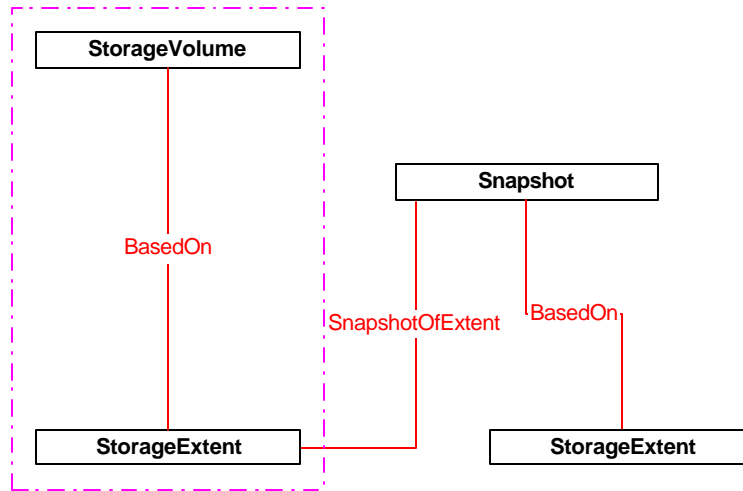 StorageVolume
Snapshot
BasedOn
SnapshotOfExtent
BasedOn
StorageExtent
StorageExtent